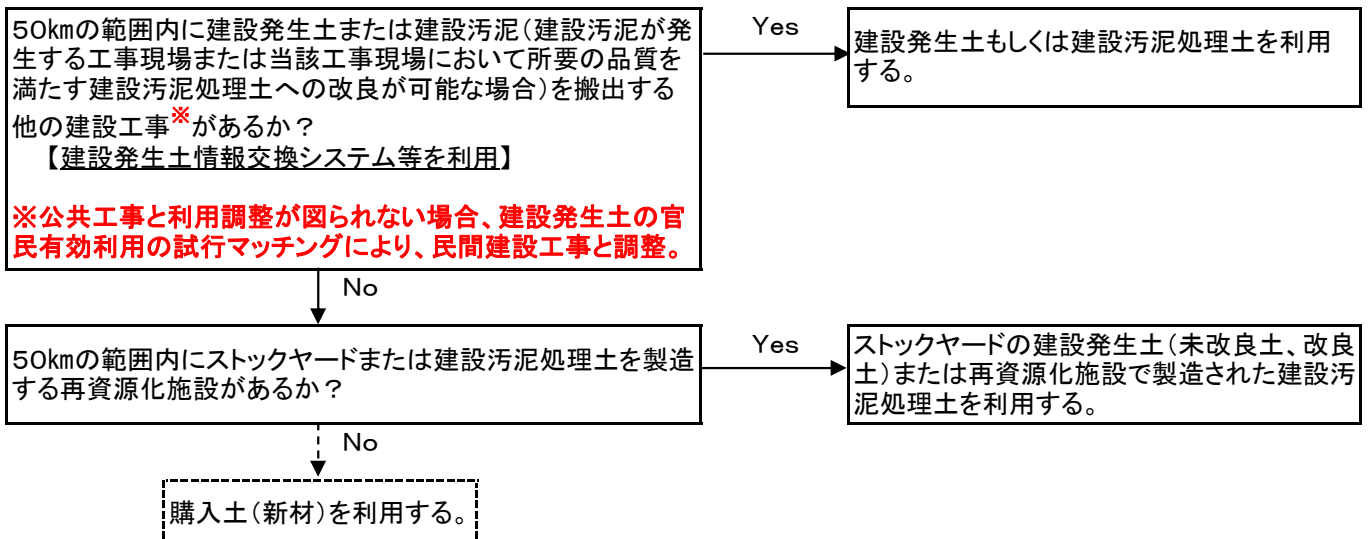 50kmの範囲内に建設発生土または建設汚泥（建設汚泥が発
生する工事現場または当該工事現場において所要の品質を
満たす建設汚泥処理土への改良が可能な場合）を搬出する
他の建設工事※があるか？
【建設発生土情報交換システム等を利用】
※公共工事と利用調整が図られない場合、建設発生土の官
民有効利用の試行マッチングにより、民間建設工事と調整。
Yes
建設発生土もしくは建設汚泥処理土を利用
する。
No
50kmの範囲内にストックヤードまたは建設汚泥処理土を製造
する再資源化施設があるか？
Yes
ストックヤードの建設発生土（未改良土、改良
土）または再資源化施設で製造された建設汚
泥処理土を利用する。
No
購入土（新材）を利用する。